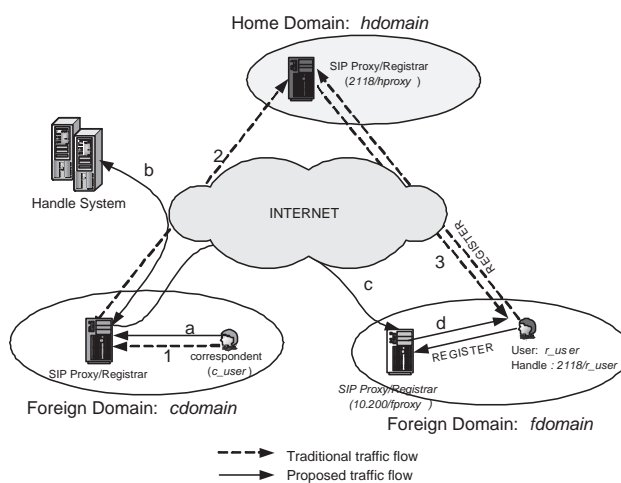 Home Domain: hdomain
SIP Proxy/Registrar
(2118/hproxy )
2
b
Handle System
INTERNET
REGISTER
3
c
a
1
correspondent
(c_user)
SIP Proxy/Registrar
d
REGISTER
User: r_user
Handle : 2118/r_user
SIP Proxy/Registrar
(10.200/fproxy )
Foreign Domain: cdomain
Foreign Domain: fdomain
Traditional traffic flow
Proposed traffic flow